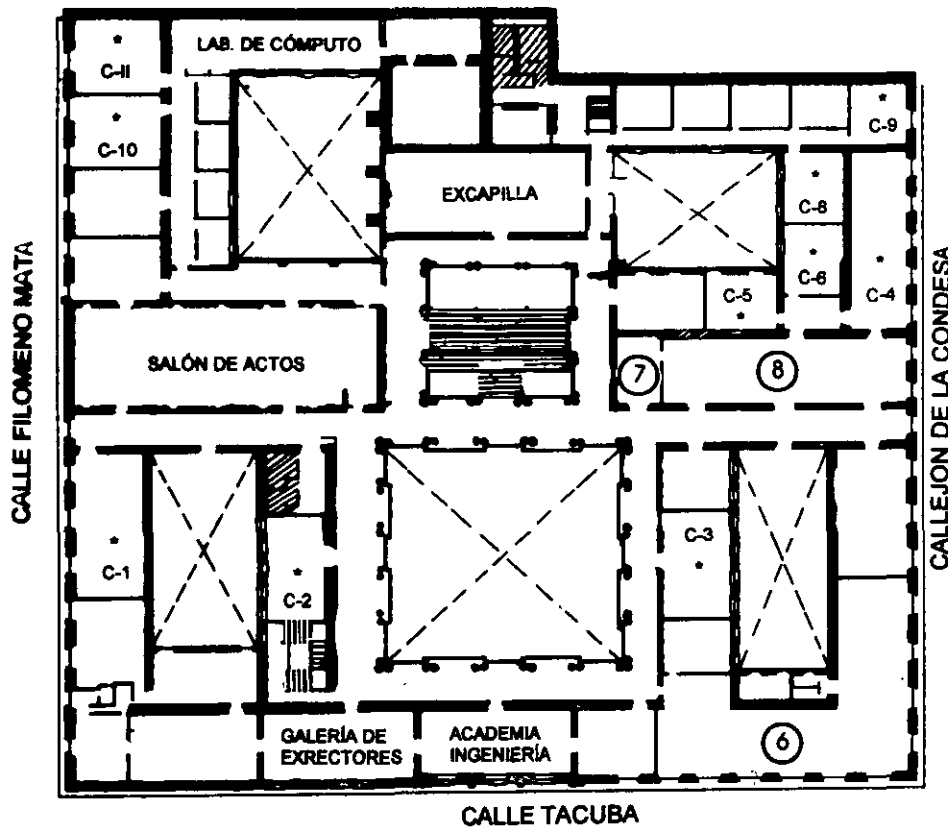 LAB. DE CÓMPUTO
C-II
C-10
C-9
EXCAPILLA
C-8
C-6
C-5
C-4
SALÓN DE ACTOS
7
8
CALLE FILOMENO MATA
CALLEJON DE LA CONDESA
C-1
C-2
C-3
GALERÍA DE
EXRECTORES
ACADEMIA
INGENIERÍA
6
CALLE TACUBA